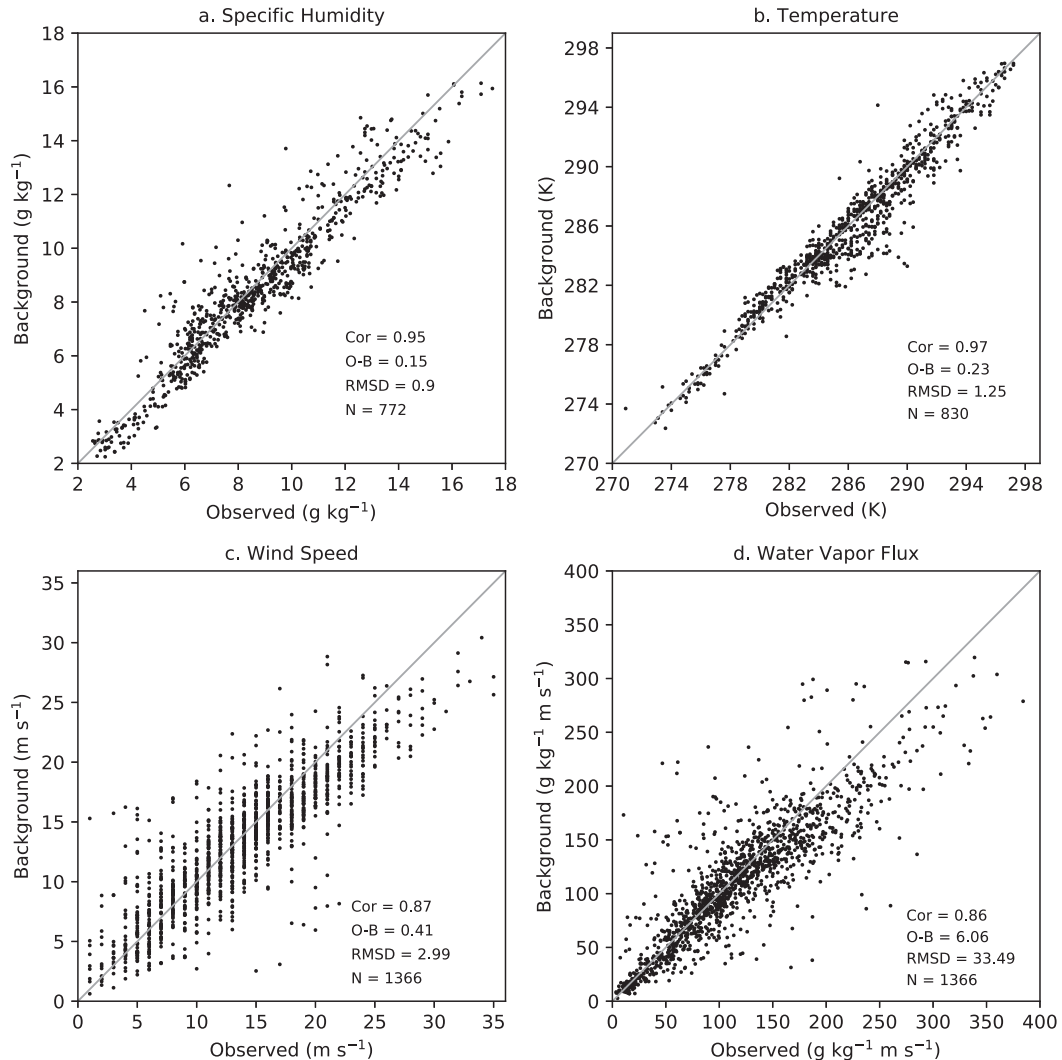 a. Specific Humidity
18
16
14
12
10
8
6
4
2
Background (g kg⁻¹)
Cor = 0.95
O-B = 0.15
RMSD = 0.9
N = 772
2 4 6 8 10 12 14 16 18
Observed (g kg⁻¹)
b. Temperature
298
294
290
286
282
278
274
270
Background (K)
Cor = 0.97
O-B = 0.23
RMSD = 1.25
N = 830
270 274 278 282 286 290 294 298
Observed (K)
c. Wind Speed
35
30
25
20
15
10
5
0
Background (m s⁻¹)
Cor = 0.87
O-B = 0.41
RMSD = 2.99
N = 1366
0 5 10 15 20 25 30 35
Observed (m s⁻¹)
d. Water Vapor Flux
400
350
300
250
200
150
100
50
0
Background (g kg⁻¹ m s⁻¹)
Cor = 0.86
O-B = 6.06
RMSD = 33.49
N = 1366
0 50 100 150 200 250 300 350 400
Observed (g kg⁻¹ m s⁻¹)